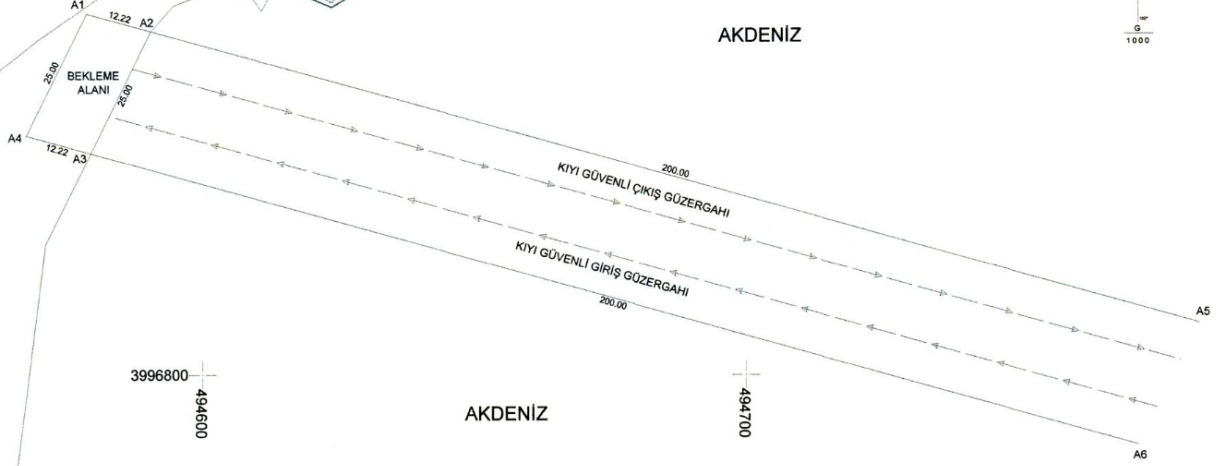 A1
12.22
A2
AKDENİZ
G
1000
25.00
BEKLEME
ALANI
25.00
A4
12.22
A3
200.00
KIYI GÜVENLİ ÇIKIŞ GÜZERGAHI
KIYI GÜVENLİ GİRİŞ GÜZERGAHI
200.00
A5
3996800
494600
AKDENİZ
494700
A6